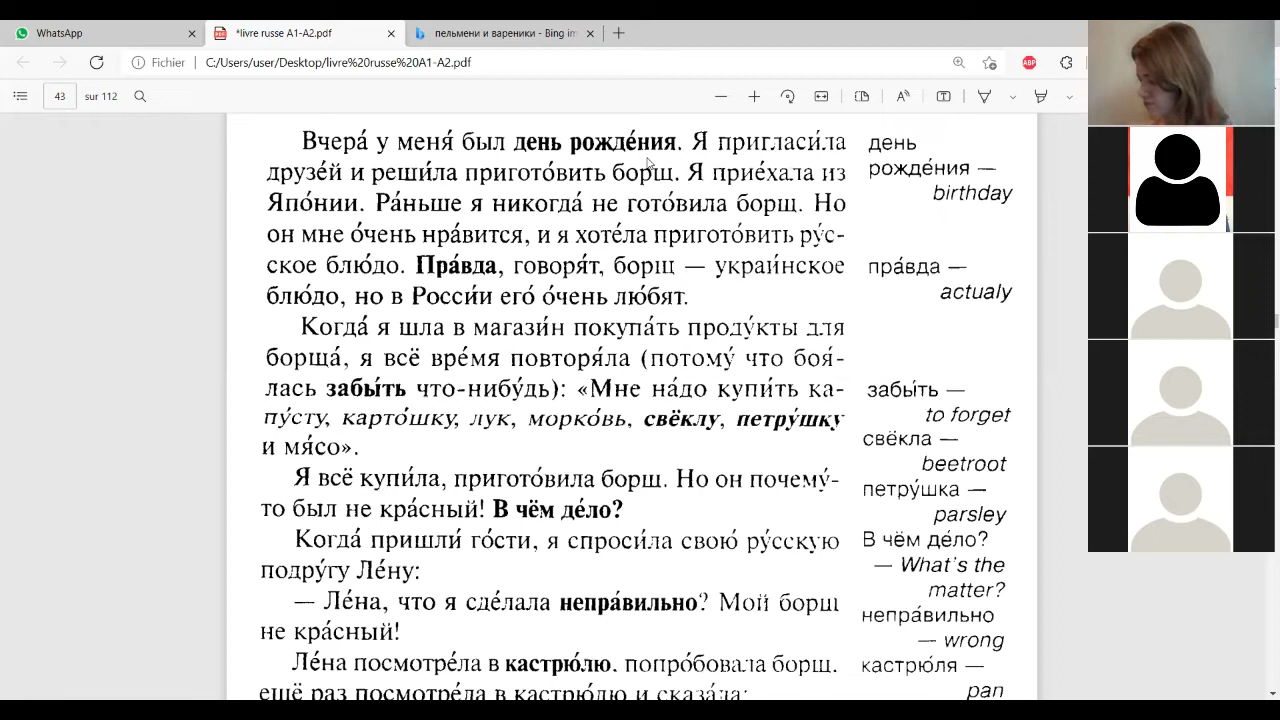 WhatsApp
*livre russe A1-A2.pdf
пельмени и вареники - Bing im
Fichier
C:/Users/user/Desktop/livre%20russe%20A1-A2.pdf
ABP
43 sur 112
Вчера́ у меня́ был день рожде́ния. Я пригласи́ла
друзе́й и реши́ла пригото́вить борщ. Я прие́хала из
Япо́нии. Ра́ньше я никогда́ не гото́вила борщ. Но
он мне о́чень нра́вится, и я хоте́ла пригото́вить ру́с-
ское блю́до. Пра́вда, говоря́т, борщ — украи́нское
блю́до, но в Росси́и его́ о́чень лю́бят.
Когда́ я шла в магази́н покупа́ть проду́кты для
борща́, я всё вре́мя повторя́ла (потому́ что боя́-
лась забы́ть что-нибу́дь): «Мне на́до купи́ть ка-
пу́сту, карто́шку, лук, морко́вь, свёклу, петру́шку
и мя́со».
Я всё купи́ла, пригото́вила борщ. Но он почему́-
то был не кра́сный! В чём де́ло?
Когда́ пришли́ го́сти, я спроси́ла свою́ ру́сскую
подру́гу Ле́ну:
— Ле́на, что я сде́лала непра́вильно? Мой борщ
не кра́сный!
Ле́на посмотре́ла в кастрю́лю, попро́бовала борщ,
ещё раз посмотре́ла в кастрю́лю и сказа́ла:
день
рожде́ния —
birthday
пра́вда —
actualy
забы́ть —
to forget
свёкла —
beetroot
петру́шка —
parsley
В чём де́ло?
— What's the
matter?
непра́вильно
— wrong
кастрю́ля —
pan